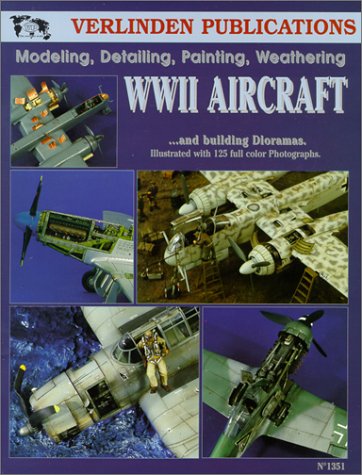 VERLINDEN PUBLICATIONS
Modeling, Detailing, Painting, Weathering
WWII AIRCRAFT
...and building Dioramas.
Illustrated with 125 full color Photographs.
N°1351